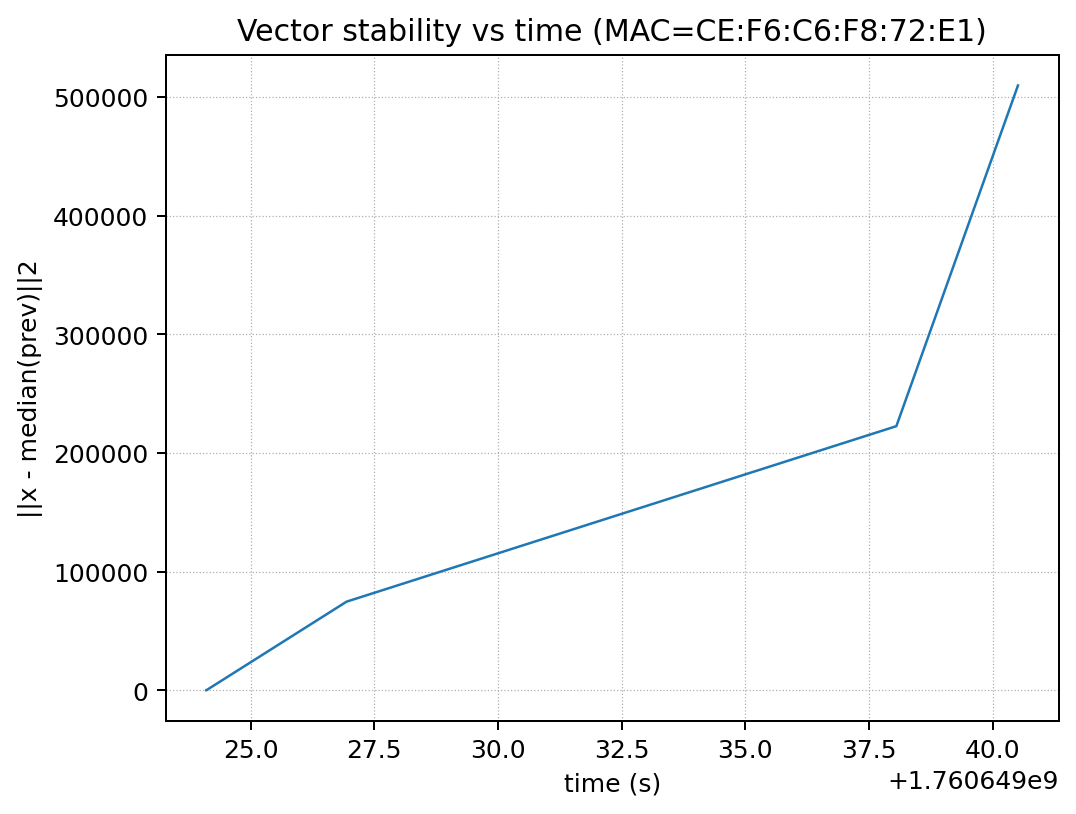 Vector stability vs time (MAC=CE:F6:C6:F8:72:E1)
||x - median(prev)||2
500000
400000
300000
200000
100000
0
25.0 27.5 30.0 32.5 35.0 37.5 40.0
time (s)
+1.760649e9